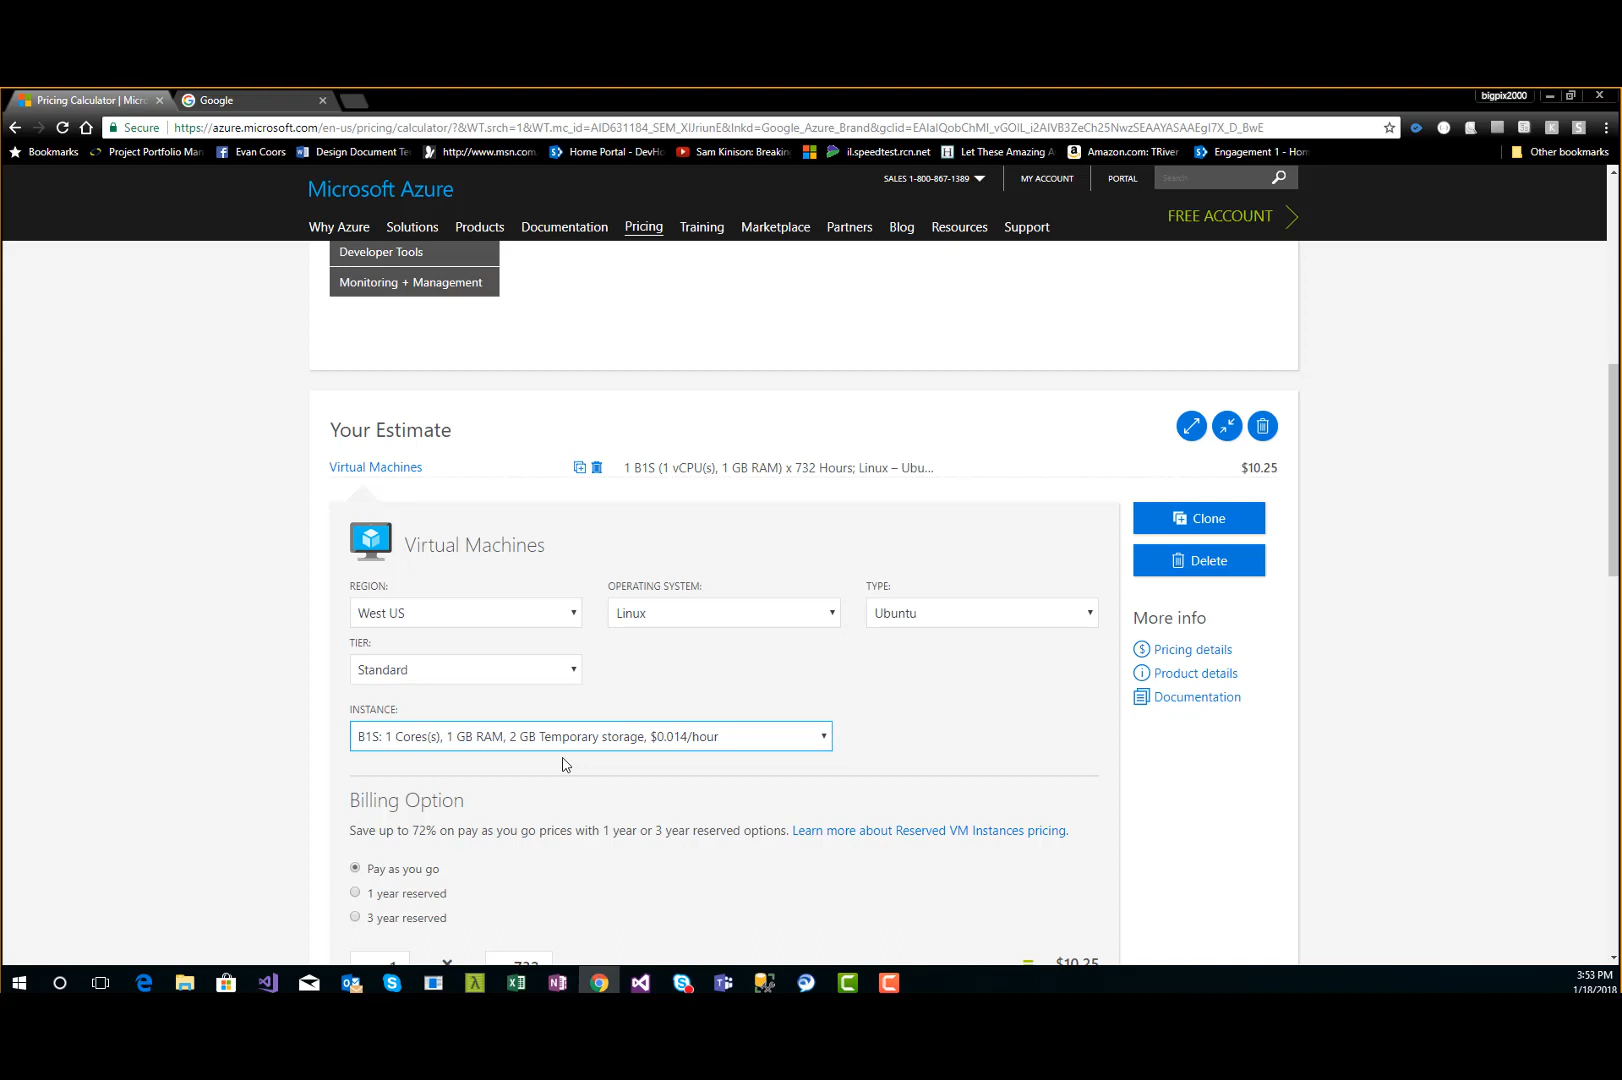 Pricing Calculator | Micro
Google
bigpix2000
Secure
https://azure.microsoft.com/en-us/pricing/calculator/?&WT.srch=1&WT.mc_id=AID631184_SEM_XIJriunE&lnkd=Google_Azure_Brand&gclid=EAIaIQobChMI_vGOIL_i2AIVB3ZeCh25NwzSEAAYASAAEgI7X_D_BwE
Bookmarks
Project Portfolio Man
Evan Coors
Design Document Te
http://www.msn.com
Home Portal - DevHo
Sam Kinison: Breakin
il.speedtest.rcn.net
Let These Amazing A
Amazon.com: TRiver
Engagement 1 - Hom
Other bookmarks
Microsoft Azure
SALES 1-800-867-1389
MY ACCOUNT
PORTAL
Search
FREE ACCOUNT
Why Azure
Solutions
Products
Documentation
Pricing
Training
Marketplace
Partners
Blog
Resources
Support
Developer Tools
Monitoring + Management
Your Estimate
Virtual Machines
1 B1S (1 vCPU(s), 1 GB RAM) x 732 Hours; Linux – Ubu...
$10.25
Virtual Machines
Clone
Delete
REGION:
OPERATING SYSTEM:
TYPE:
West US
Linux
Ubuntu
More info
Pricing details
Product details
Documentation
TIER:
Standard
INSTANCE:
B1S: 1 Cores(s), 1 GB RAM, 2 GB Temporary storage, $0.014/hour
Billing Option
Save up to 72% on pay as you go prices with 1 year or 3 year reserved options. Learn more about Reserved VM Instances pricing.
Pay as you go
1 year reserved
3 year reserved
1
×
732
=
$10.25
3:53 PM
1/18/2018